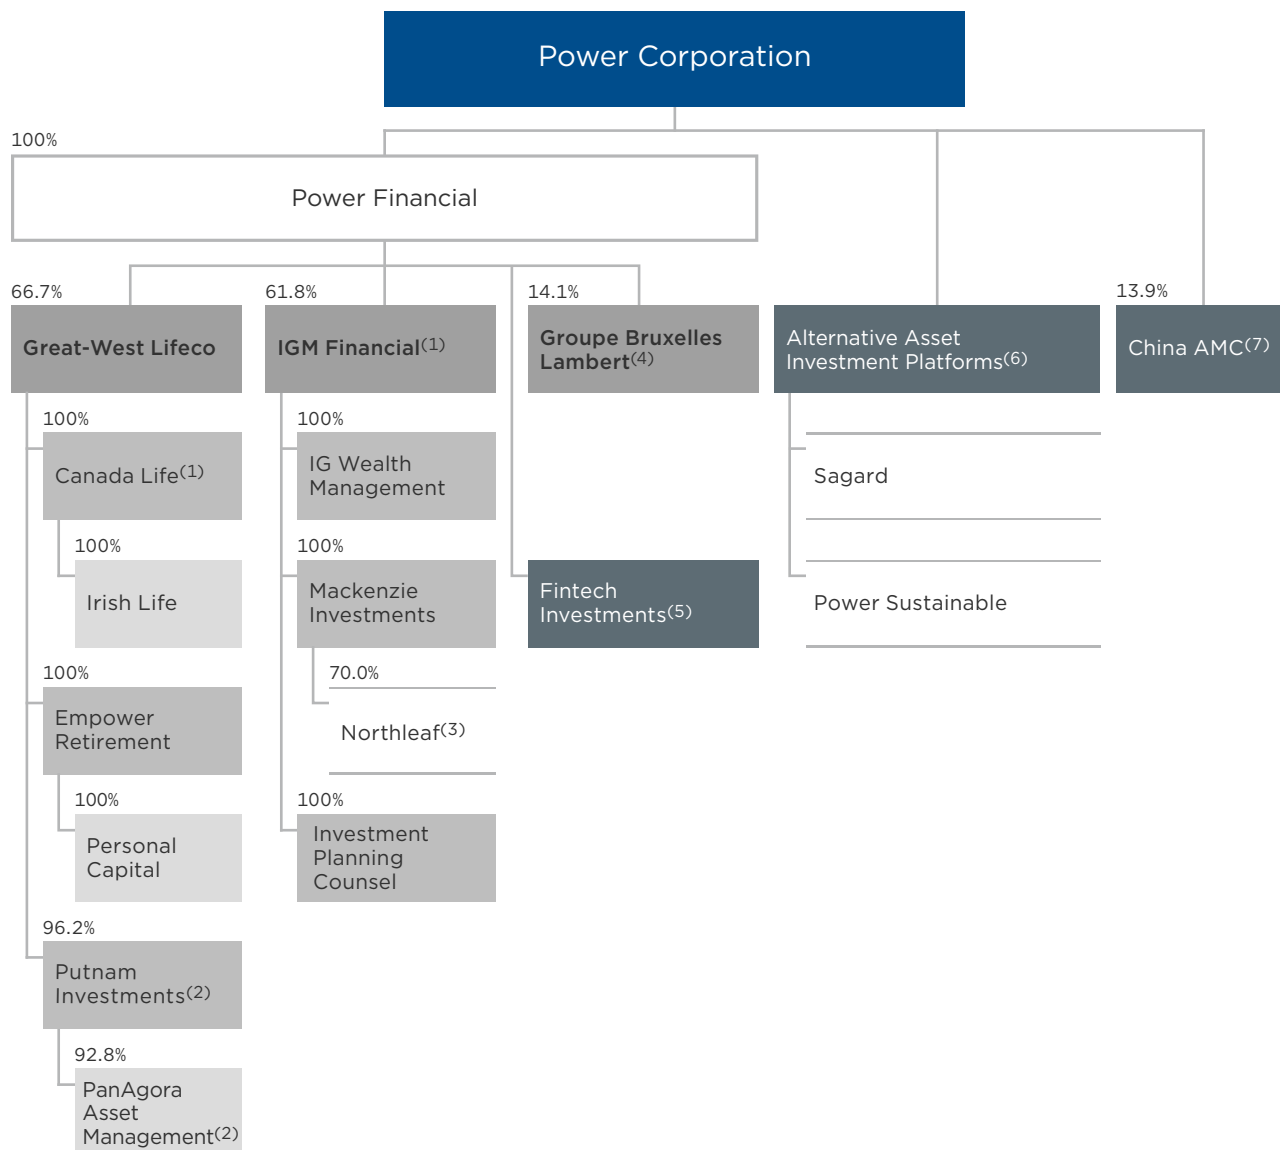 Power Corporation
100%
Power Financial
66.7%
Great-West Lifeco
100%
Canada Life(1)
100%
Irish Life
100%
Empower
Retirement
100%
Personal
Capital
96.2%
Putnam
Investments(2)
92.8%
PanAgora
Asset
Management(2)
61.8%
IGM Financial(1)
100%
IG Wealth
Management
100%
Mackenzie
Investments
70.0%
Northleaf(3)
100%
Investment
Planning
Counsel
14.1%
Groupe Bruxelles
Lambert(4)
Fintech
Investments(5)
Alternative Asset
Investment Platforms(6)
Sagard
Power Sustainable
13.9%
China AMC(7)